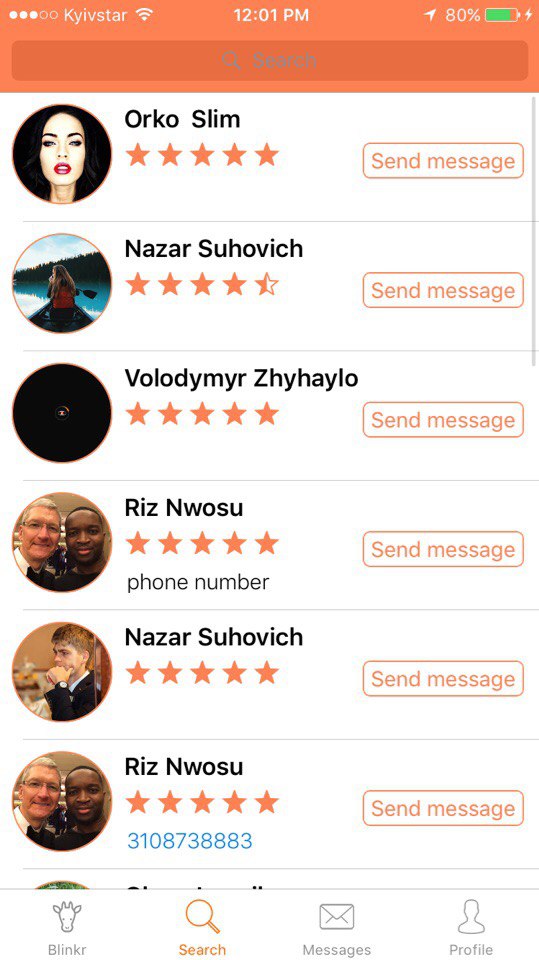 Kyivstar 12:01 PM 80%
Search
Orko Slim
Send message
Nazar Suhovich
Send message
Volodymyr Zhyhaylo
Send message
Riz Nwosu
Send message
phone number
Nazar Suhovich
Send message
Riz Nwosu
Send message
3108738883
Blinkr Search Messages Profile